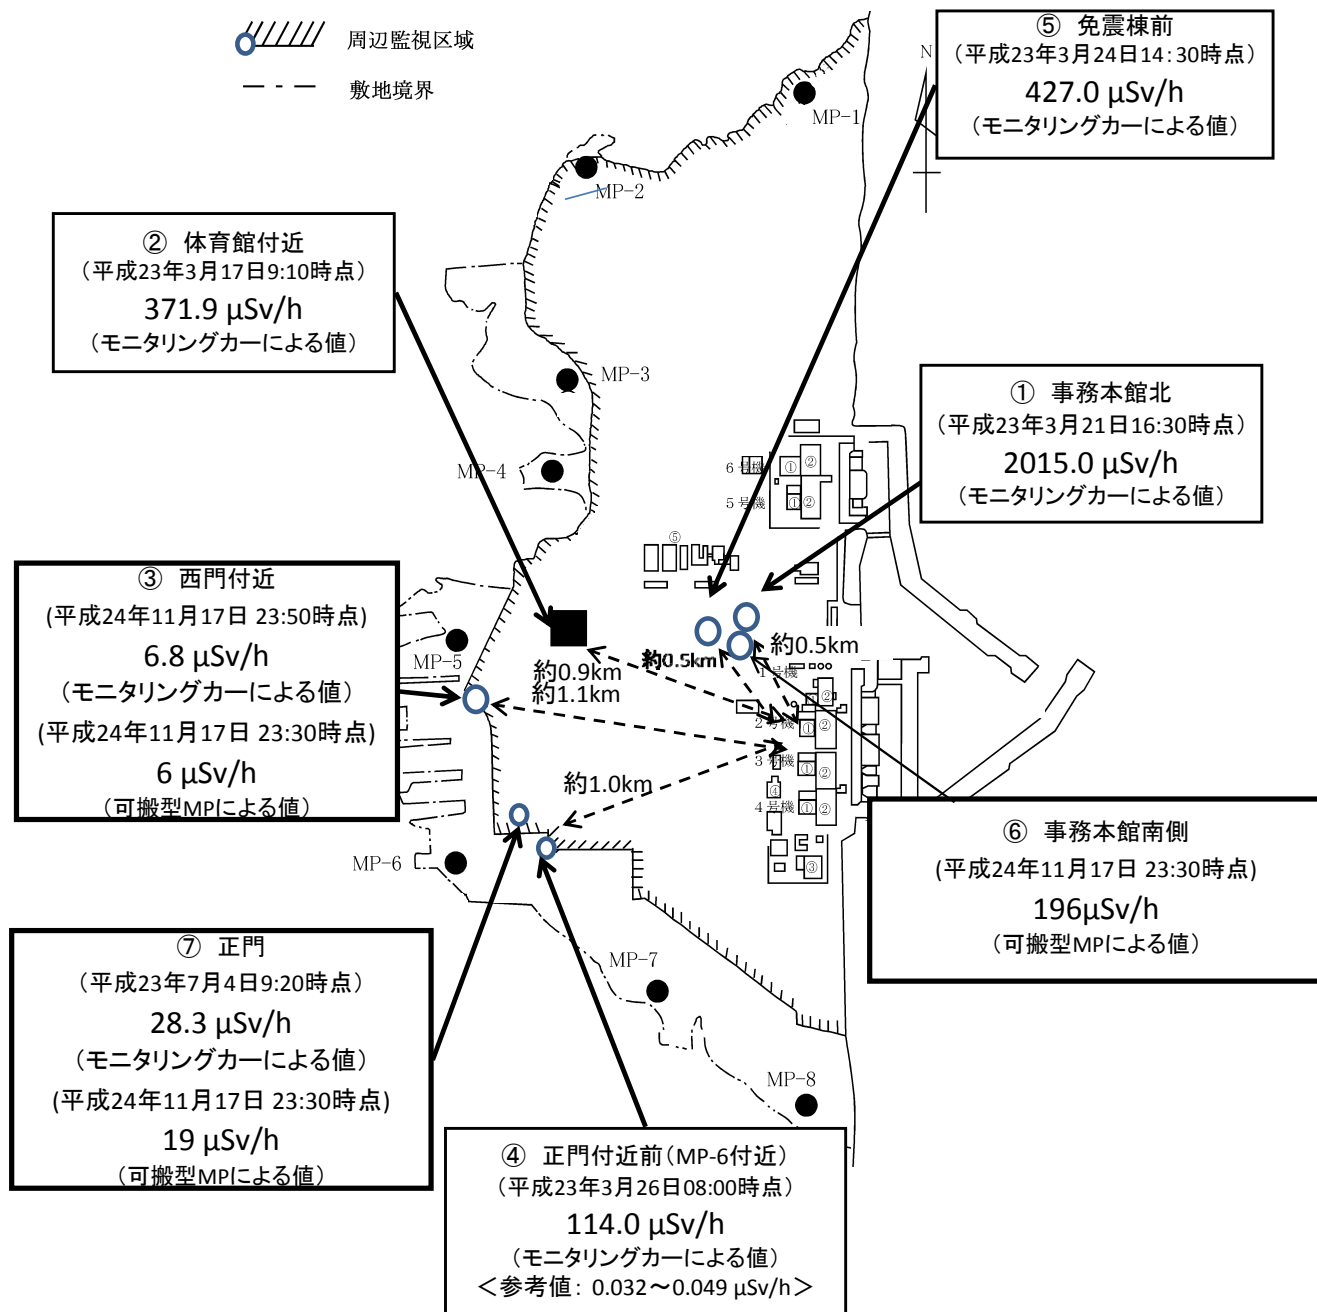 周辺監視区域
敷地境界
⑤ 免震棟前
(平成23年3月24日14:30時点)
427.0 μSv/h
(モニタリングカーによる値)
N
MP-1
MP-2
② 体育館付近
(平成23年3月17日9:10時点)
371.9 μSv/h
(モニタリングカーによる値)
MP-3
MP-4
① 事務本館北
(平成23年3月21日16:30時点)
2015.0 μSv/h
(モニタリングカーによる値)
6号機
①
②
5号機
①
②
⑤
③ 西門付近
(平成24年11月17日 23:50時点)
6.8 μSv/h
(モニタリングカーによる値)
(平成24年11月17日 23:30時点)
6 μSv/h
(可搬型MPによる値)
MP-5
約0.9km
約1.1km
約0.5km
約0.5km
1号機
②
2号機
①
②
3号機
①
②
④
4号機
①
②
③
約1.0km
MP-6
⑥ 事務本館南側
(平成24年11月17日 23:30時点)
196μSv/h
(可搬型MPによる値)
⑦ 正門
(平成23年7月4日9:20時点)
28.3 μSv/h
(モニタリングカーによる値)
(平成24年11月17日 23:30時点)
19 μSv/h
(可搬型MPによる値)
MP-7
MP-8
④ 正門付近前(MP-6付近)
(平成23年3月26日08:00時点)
114.0 μSv/h
(モニタリングカーによる値)
<参考値: 0.032~0.049 μSv/h>